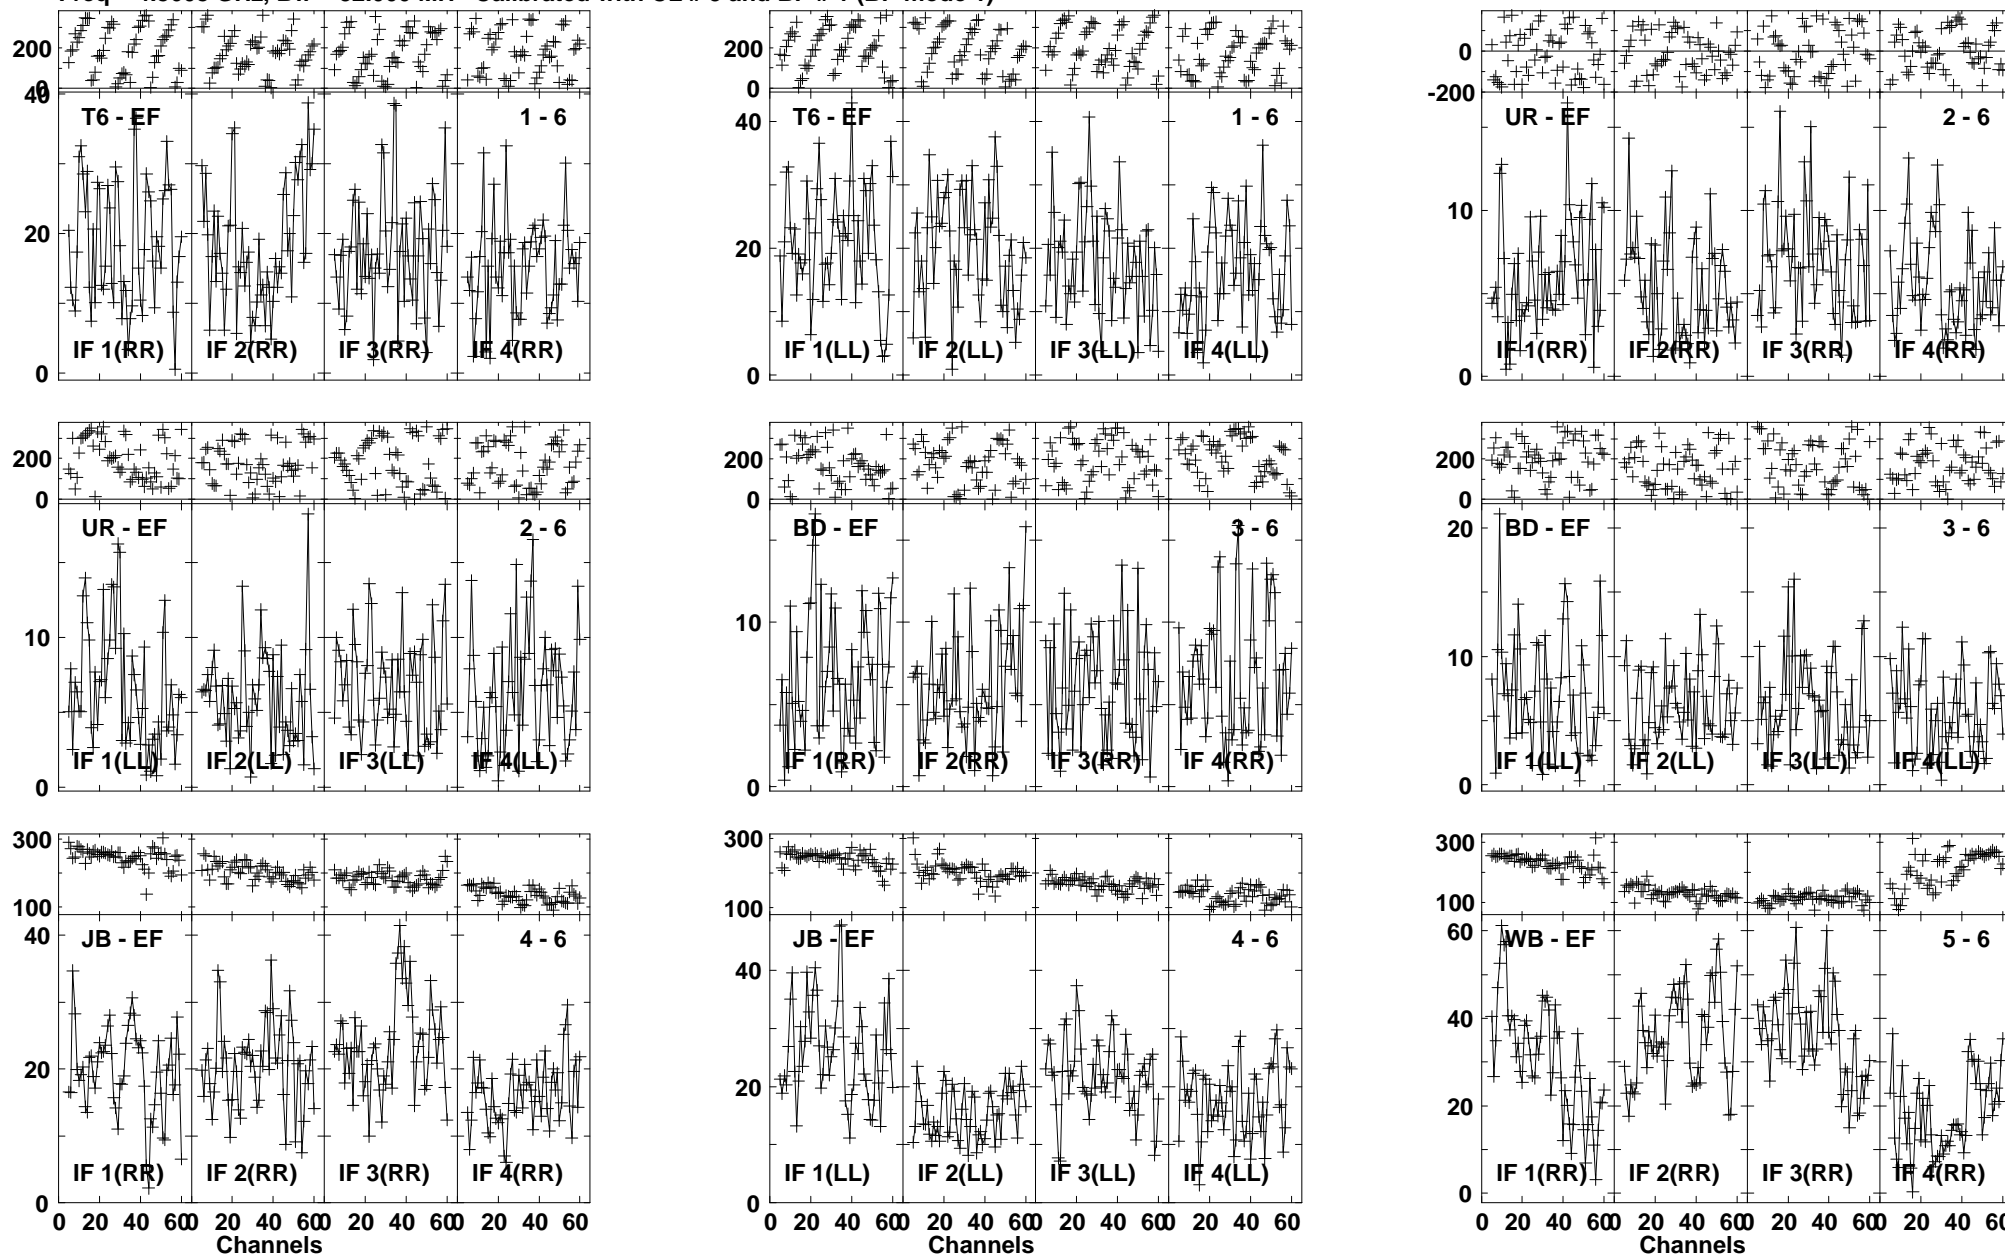 200
0
200
0
200
0
-200
40
20
0
T6 - EF 1 - 6
IF 1(RR) IF 2(RR) IF 3(RR) IF 4(RR)
40
20
0
T6 - EF 1 - 6
IF 1(LL) IF 2(LL) IF 3(LL) IF 4(LL)
10
0
UR - EF 2 - 6
IF 1(RR) IF 2(RR) IF 3(RR) IF 4(RR)
200
0
200
0
200
0
10
0
UR - EF 2 - 6
IF 1(LL) IF 2(LL) IF 3(LL) IF 4(LL)
10
0
BD - EF 3 - 6
IF 1(RR) IF 2(RR) IF 3(RR) IF 4(RR)
20
10
0
BD - EF 3 - 6
IF 1(LL) IF 2(LL) IF 3(LL) IF 4(LL)
300
100
300
100
300
100
40
20
0
JB - EF 4 - 6
IF 1(RR) IF 2(RR) IF 3(RR) IF 4(RR)
0 20 40 60 0 20 40 60 0 20 40 60 0 20 40 60
Channels
40
20
0
JB - EF 4 - 6
IF 1(LL) IF 2(LL) IF 3(LL) IF 4(LL)
0 20 40 60 0 20 40 60 0 20 40 60 0 20 40 60
Channels
60
40
20
0
WB - EF 5 - 6
IF 1(RR) IF 2(RR) IF 3(RR) IF 4(RR)
0 20 40 60 0 20 40 60 0 20 40 60 0 20 40
Channels